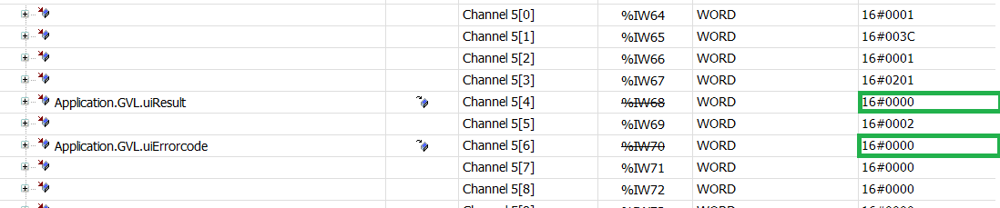 Channel 5[0] %IW64 WORD 16#0001
Channel 5[1] %IW65 WORD 16#003C
Channel 5[2] %IW66 WORD 16#0001
Channel 5[3] %IW67 WORD 16#0201
Application.GVL.uiResult Channel 5[4] %IW68 WORD 16#0000
Channel 5[5] %IW69 WORD 16#0002
Application.GVL.uiErrorcode Channel 5[6] %IW70 WORD 16#0000
Channel 5[7] %IW71 WORD 16#0000
Channel 5[8] %IW72 WORD 16#0000